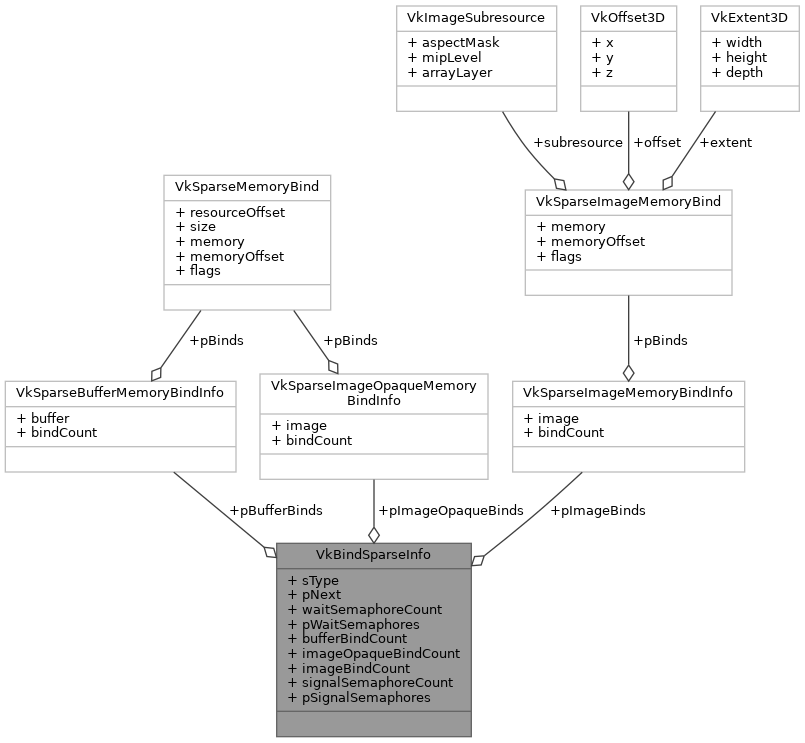 VkImageSubresource
+ aspectMask
+ mipLevel
+ arrayLayer
VkOffset3D
+ x
+ y
+ z
VkExtent3D
+ width
+ height
+ depth
+subresource
+offset
+extent
VkSparseMemoryBind
+ resourceOffset
+ size
+ memory
+ memoryOffset
+ flags
VkSparseImageMemoryBind
+ memory
+ memoryOffset
+ flags
+pBinds
+pBinds
+pBinds
VkSparseBufferMemoryBindInfo
+ buffer
+ bindCount
VkSparseImageOpaqueMemory
BindInfo
+ image
+ bindCount
VkSparseImageMemoryBindInfo
+ image
+ bindCount
+pBufferBinds
+pImageOpaqueBinds
+pImageBinds
VkBindSparseInfo
+ sType
+ pNext
+ waitSemaphoreCount
+ pWaitSemaphores
+ bufferBindCount
+ imageOpaqueBindCount
+ imageBindCount
+ signalSemaphoreCount
+ pSignalSemaphores